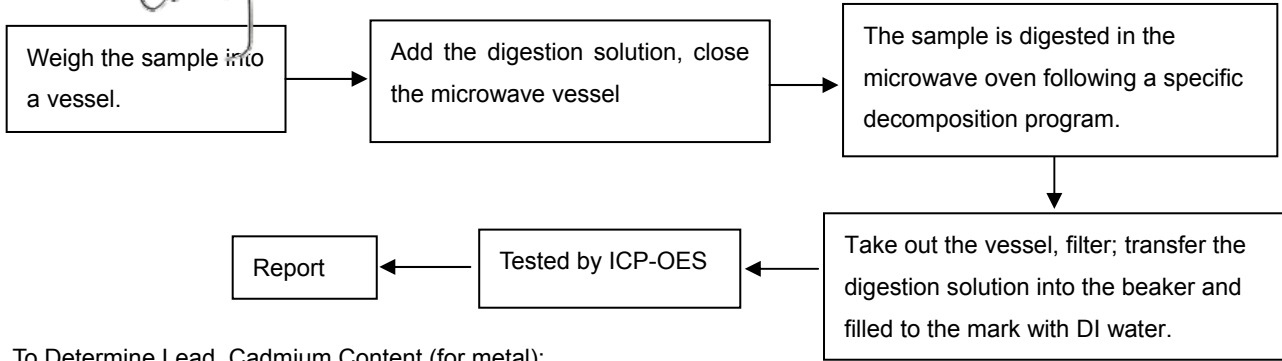 Weigh the sample into
a vessel.
Add the digestion solution, close
the microwave vessel
The sample is digested in the
microwave oven following a specific
decomposition program.
Take out the vessel, filter; transfer the
digestion solution into the beaker and
filled to the mark with DI water.
Tested by ICP-OES
Report
To Determine Lead, Cadmium Content (for metal):